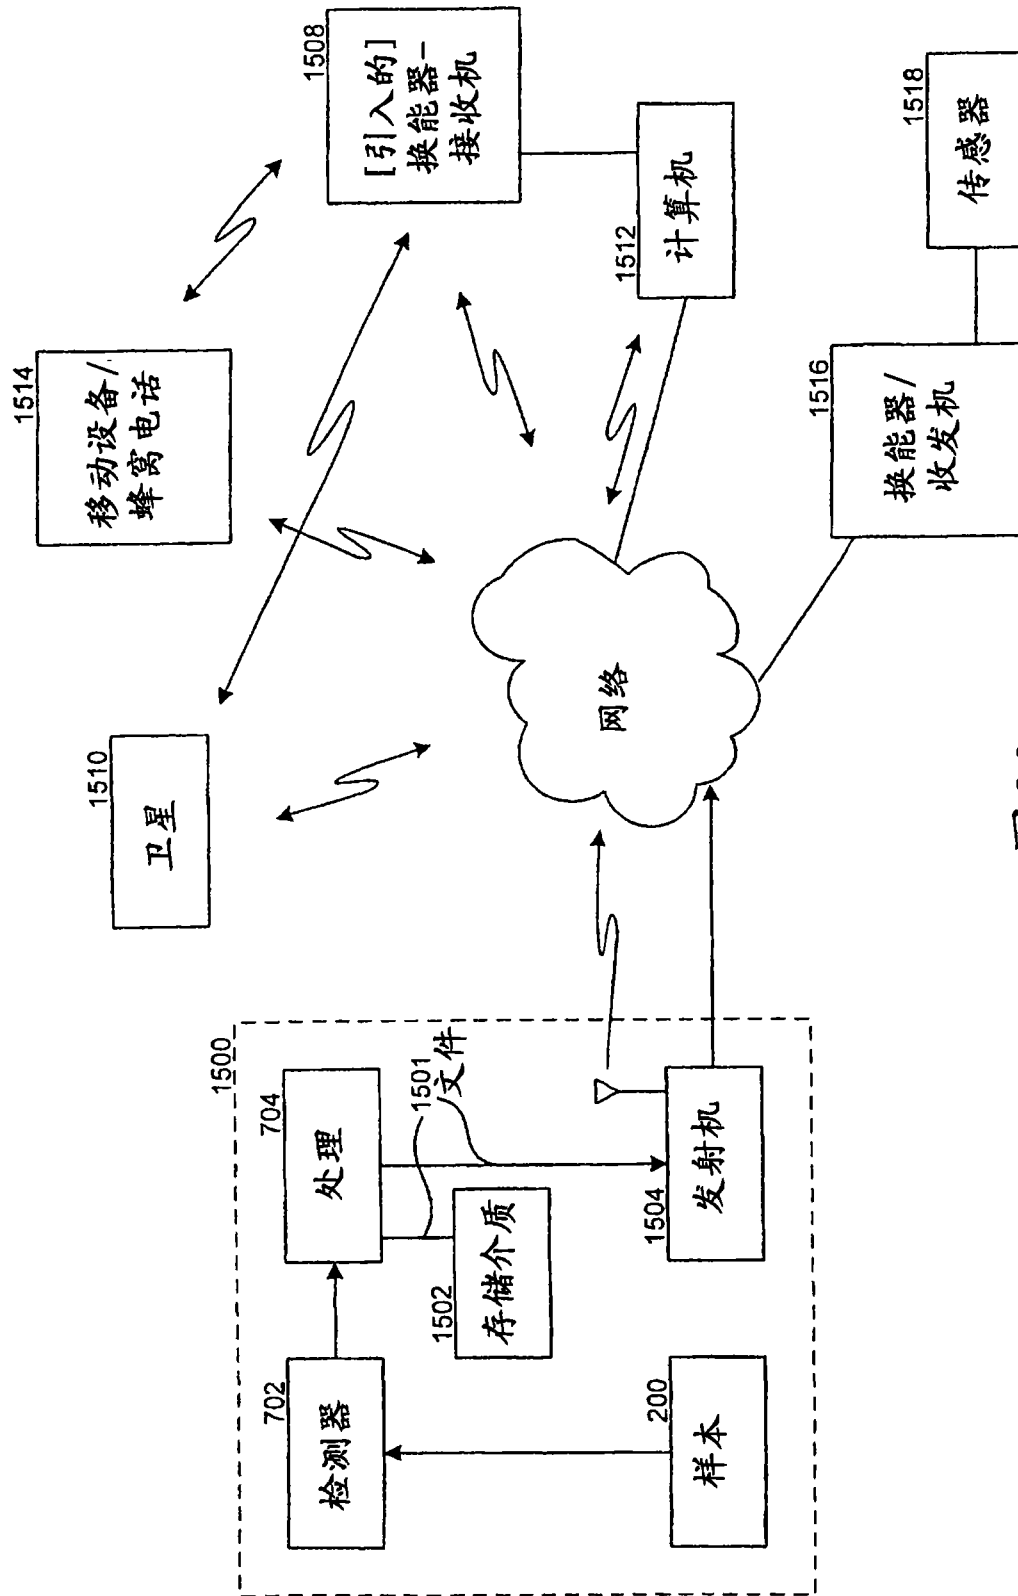 1500
702
检测器
704
处理
1501
文件
1502
存储介质
200
样本
1504
发射机
1510
卫星
1514
移动设备/
蜂窝电话
1508
[引入的]
换能器-
接收机
网络
1512
计算机
1516
换能器/
收发机
1518
传感器